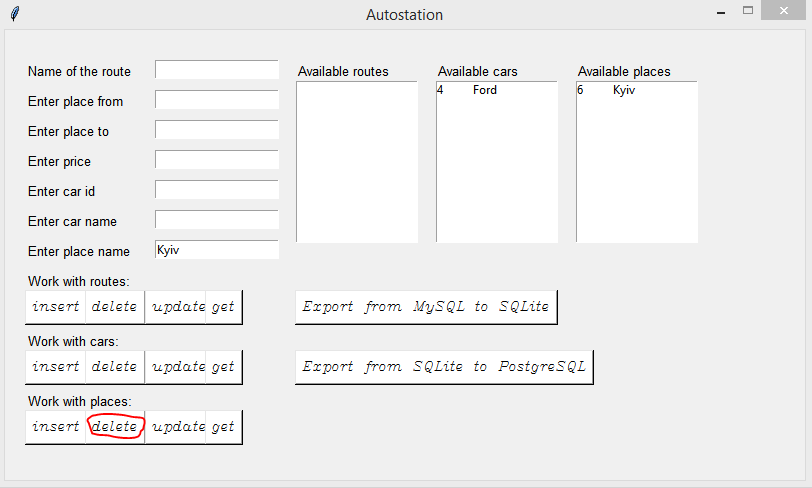 Autostation
Name of the route
Available routes
Available cars
Available places
Enter place from
4 Ford
6 Kyiv
Enter place to
Enter price
Enter car id
Enter car name
Enter place name Kyiv
Work with routes:
insert delete update get
Export from MySQL to SQLite
Work with cars:
insert delete update get
Export from SQLite to PostgreSQL
Work with places:
insert delete update get